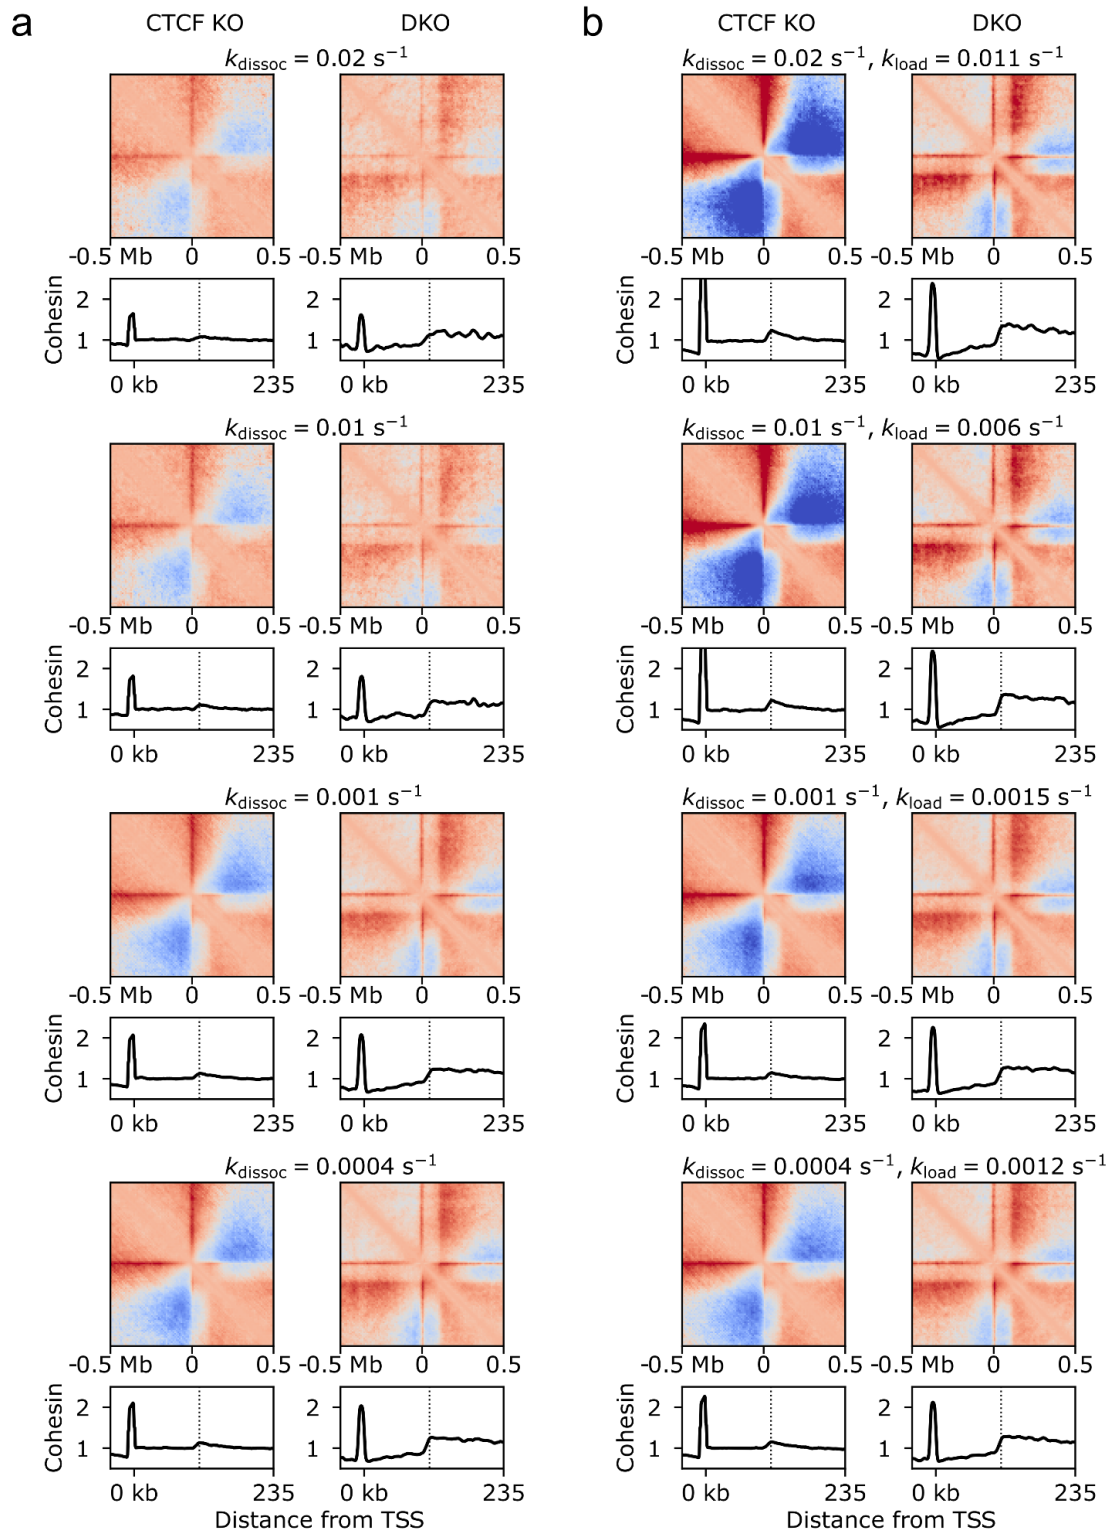 a
CTCF KO DKO
k_dissoc = 0.02 s⁻¹
-0.5 Mb 0 0.5 -0.5 Mb 0 0.5
Cohesin
2 2
1 1
0 kb 235 0 kb 235
k_dissoc = 0.01 s⁻¹
-0.5 Mb 0 0.5 -0.5 Mb 0 0.5
Cohesin
2 2
1 1
0 kb 235 0 kb 235
k_dissoc = 0.001 s⁻¹
-0.5 Mb 0 0.5 -0.5 Mb 0 0.5
Cohesin
2 2
1 1
0 kb 235 0 kb 235
k_dissoc = 0.0004 s⁻¹
-0.5 Mb 0 0.5 -0.5 Mb 0 0.5
Cohesin
2 2
1 1
0 kb 235 0 kb 235
Distance from TSS
b
CTCF KO DKO
k_dissoc = 0.02 s⁻¹, k_load = 0.011 s⁻¹
-0.5 Mb 0 0.5 -0.5 Mb 0 0.5
Cohesin
2 2
1 1
0 kb 235 0 kb 235
k_dissoc = 0.01 s⁻¹, k_load = 0.006 s⁻¹
-0.5 Mb 0 0.5 -0.5 Mb 0 0.5
Cohesin
2 2
1 1
0 kb 235 0 kb 235
k_dissoc = 0.001 s⁻¹, k_load = 0.0015 s⁻¹
-0.5 Mb 0 0.5 -0.5 Mb 0 0.5
Cohesin
2 2
1 1
0 kb 235 0 kb 235
k_dissoc = 0.0004 s⁻¹, k_load = 0.0012 s⁻¹
-0.5 Mb 0 0.5 -0.5 Mb 0 0.5
Cohesin
2 2
1 1
0 kb 235 0 kb 235
Distance from TSS